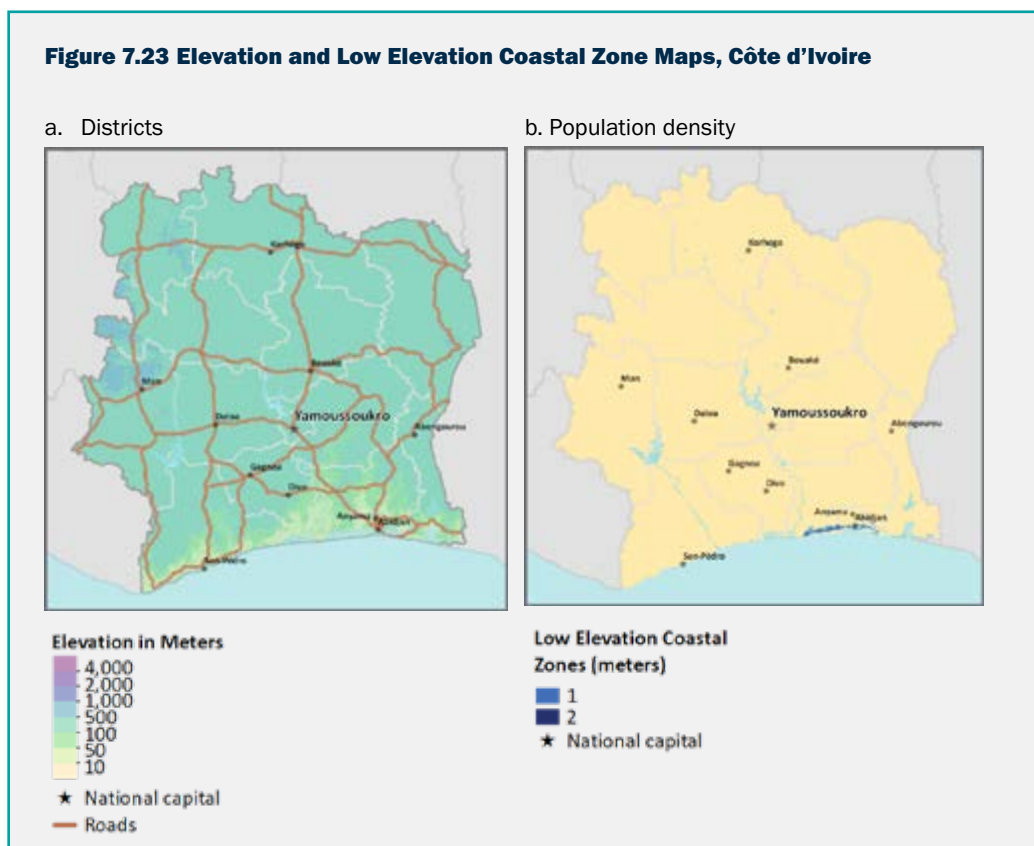 Figure 7.23 Elevation and Low Elevation Coastal Zone Maps, Côte d'Ivoire
a. Districts
Korhogo
Man
Bouaké
Daloa
Yamoussoukro
Abengourou
Gagnoa
Divo
Anyama
Abidjan
San-Pédro
Elevation in Meters
4,000
2,000
1,000
500
100
50
10
★ National capital
Roads
b. Population density
Korhogo
Man
Bouaké
Daloa
Yamoussoukro
Abengourou
Gagnoa
Divo
Anyama
Abidjan
San-Pédro
Low Elevation Coastal
Zones (meters)
1
2
★ National capital